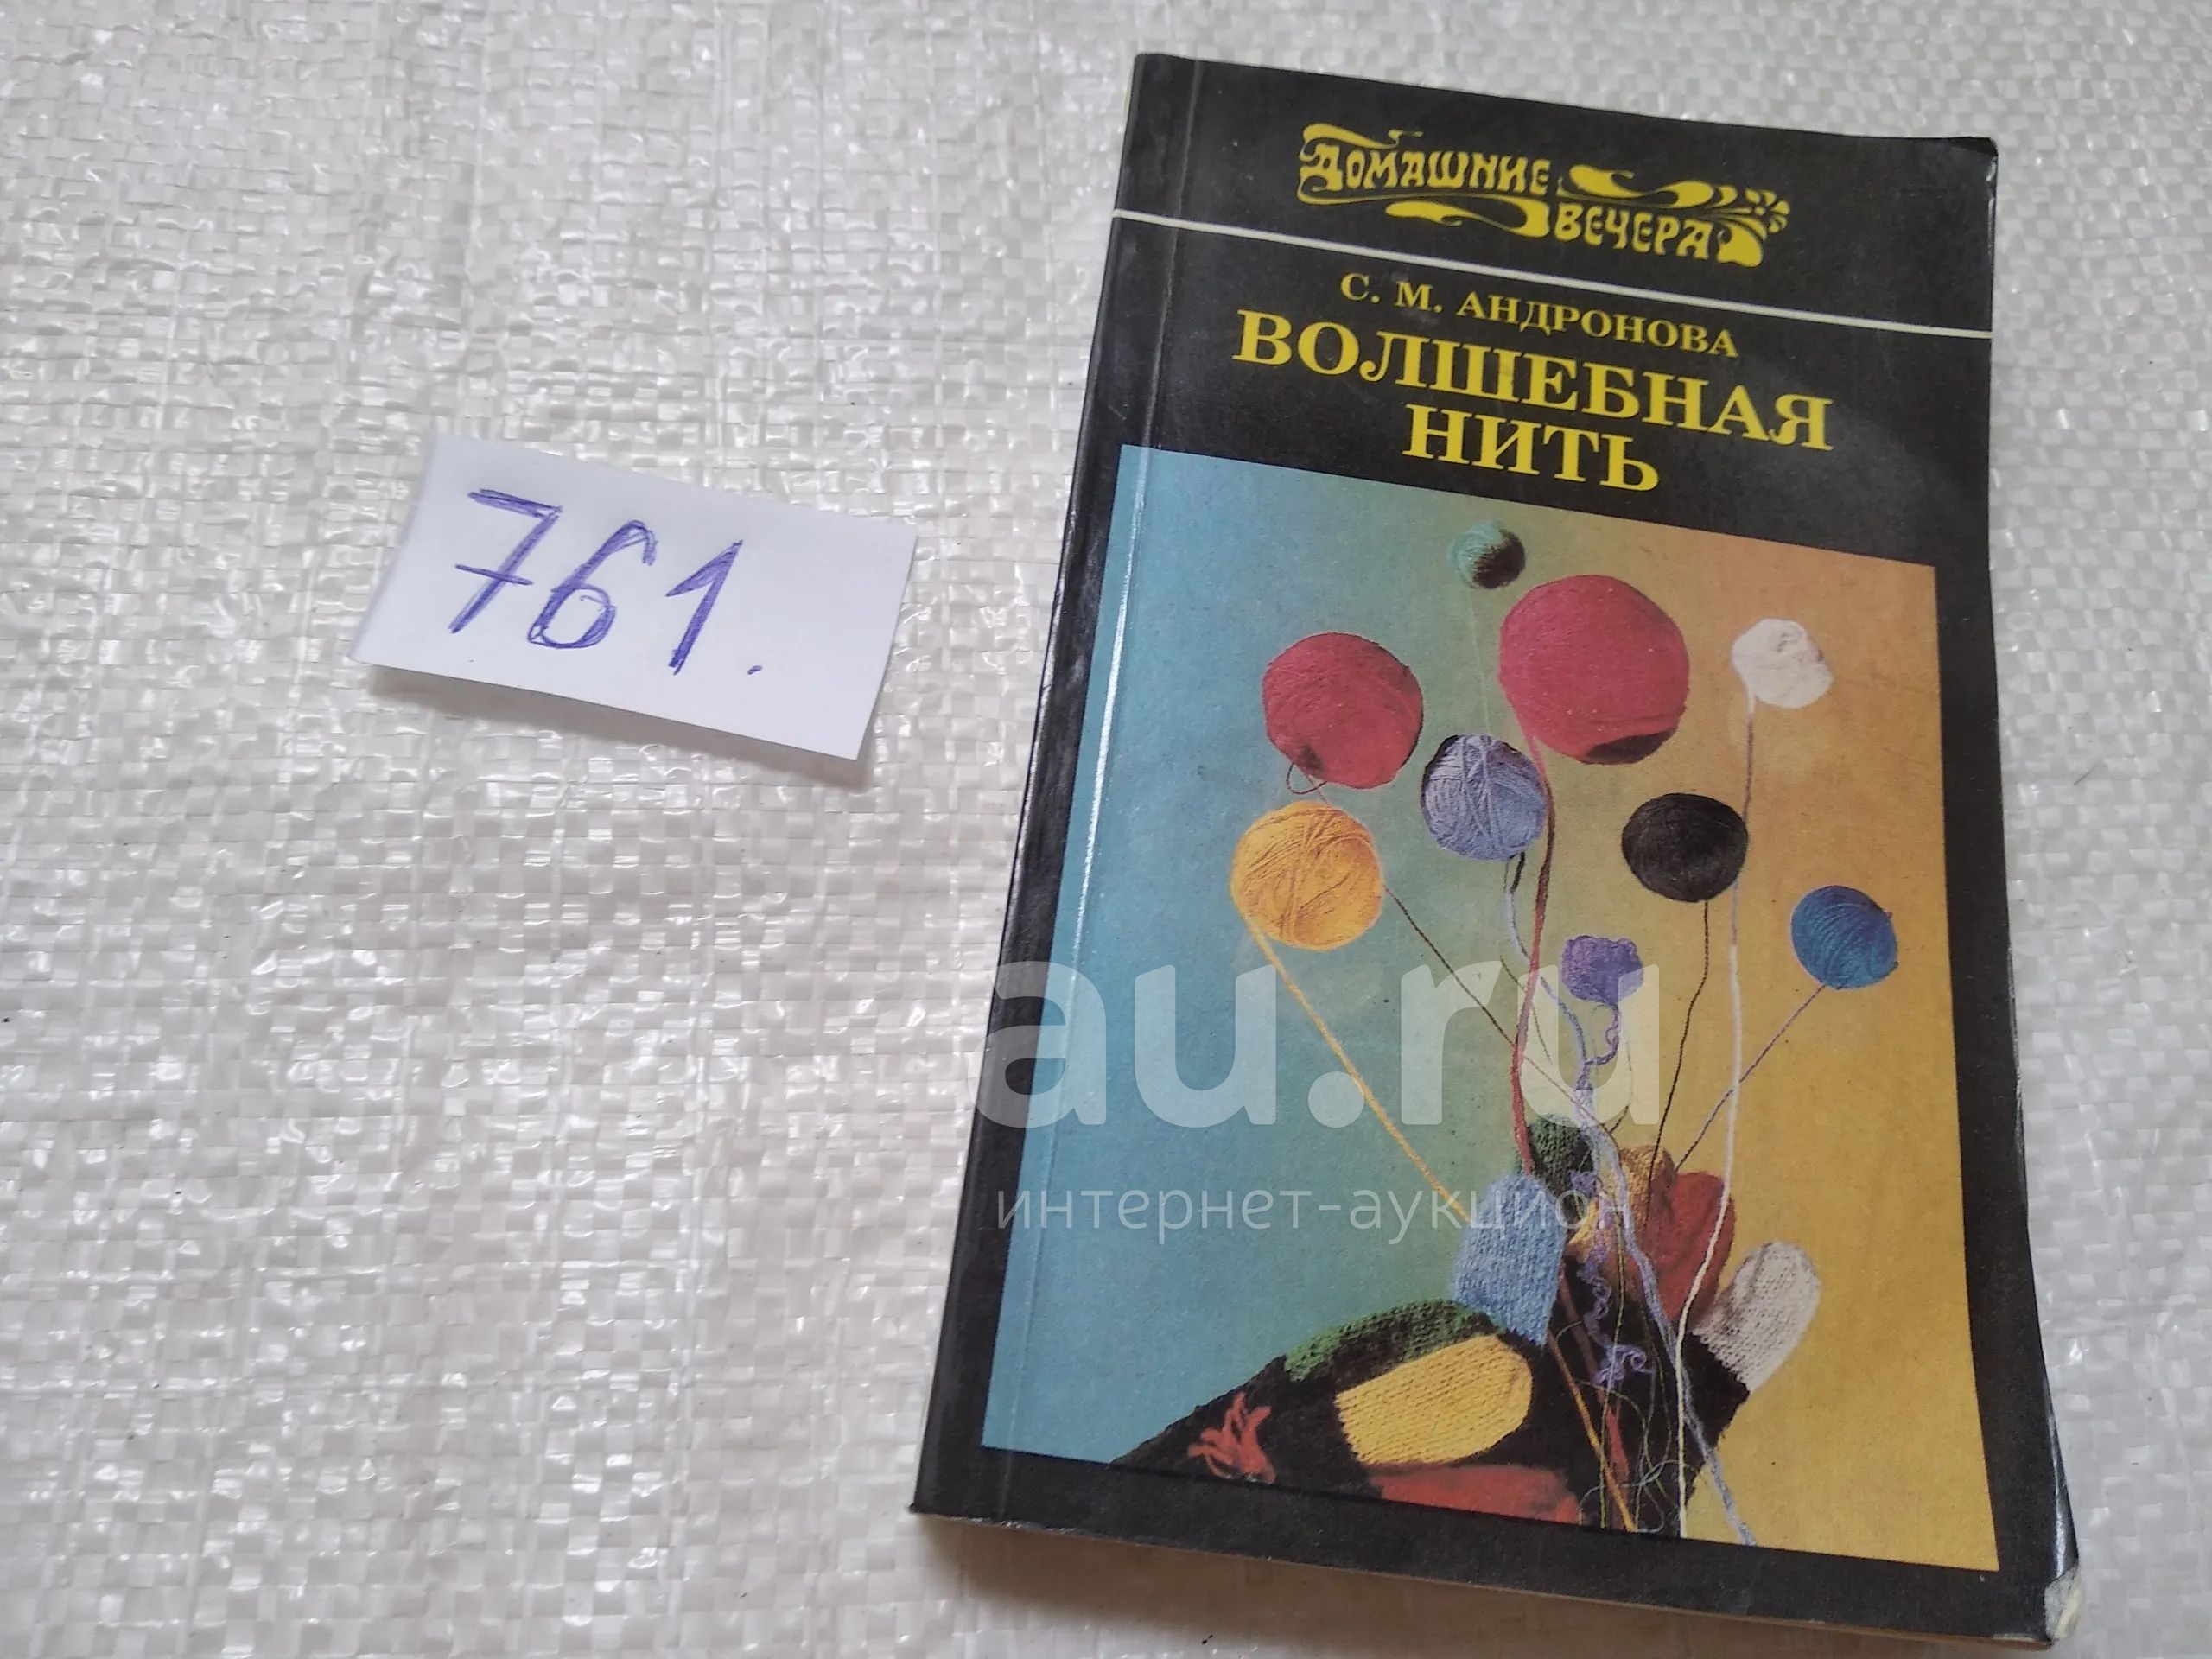 761.
ДОМАШНИЕ
ВЕЧЕРА
С. М. АНДРОНОВА
ВОЛШЕБНАЯ
НИТЬ
au.ru
интернет-аукцион